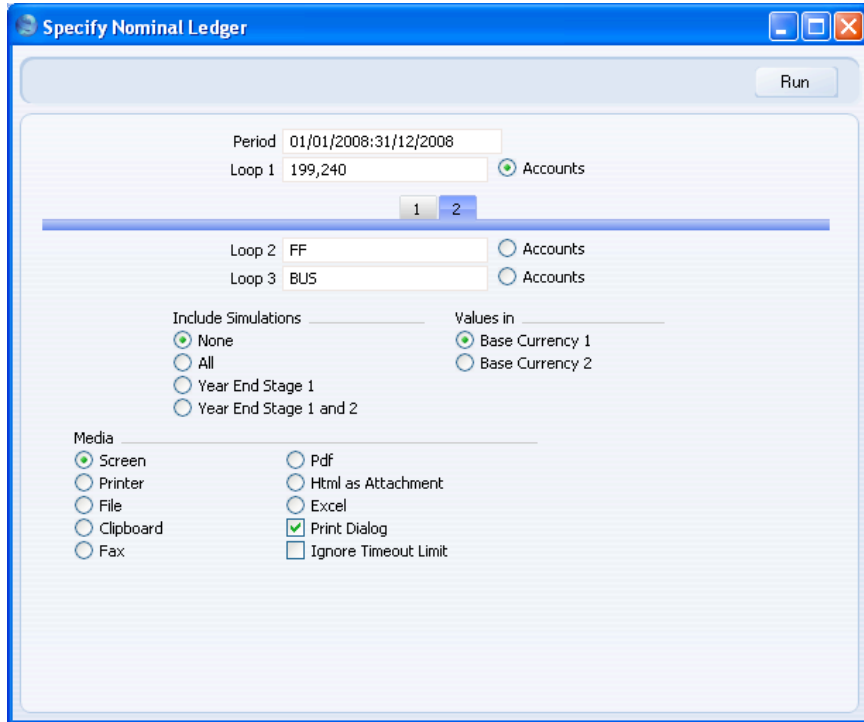 Specify Nominal Ledger
Run
Period 01/01/2008:31/12/2008
Loop 1 199,240 Accounts
1 2
Loop 2 FF Accounts
Loop 3 BUS Accounts
Include Simulations Values in
None Base Currency 1
All Base Currency 2
Year End Stage 1
Year End Stage 1 and 2
Media
Screen Pdf
Printer Html as Attachment
File Excel
Clipboard Print Dialog
Fax Ignore Timeout Limit